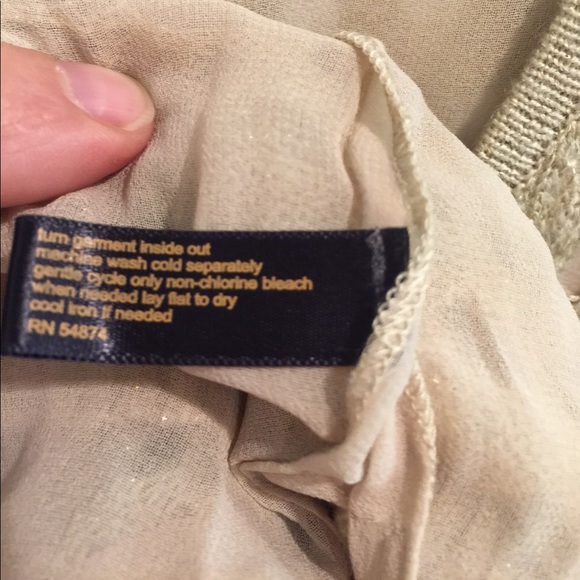 turn garment inside out
machine wash cold separately
gentle cycle only non-chlorine bleach
when needed lay flat to dry
cool iron if needed
RN 54874